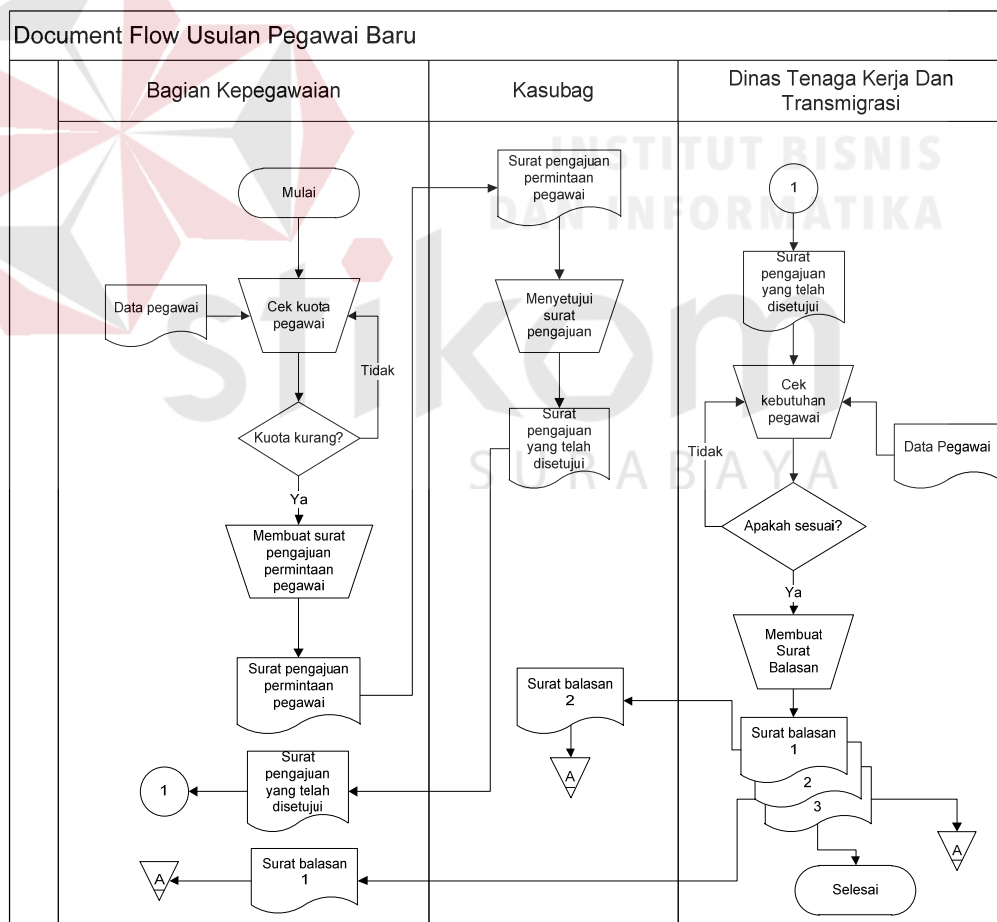 Document Flow Usulan Pegawai Baru
Bagian Kepegawaian
Kasubag
Dinas Tenaga Kerja Dan
Transmigrasi
INSTITUT BISNIS
DAN INFORMATIKA
stikom
SURABAYA
Mulai
Data pegawai
Cek kuota
pegawai
Tidak
Kuota kurang?
Ya
Membuat surat
pengajuan
permintaan
pegawai
Surat pengajuan
permintaan
pegawai
Surat
pengajuan
yang telah
disetujui
1
Surat balasan
1
A
Surat pengajuan
permintaan
pegawai
Menyetujui
surat
pengajuan
Surat
pengajuan
yang telah
disetujui
Surat balasan
2
A
1
Surat
pengajuan
yang telah
disetujui
Cek
kebutuhan
pegawai
Tidak
Data Pegawai
Apakah sesuai?
Ya
Membuat
Surat
Balasan
Surat balasan
1
2
3
A
Selesai